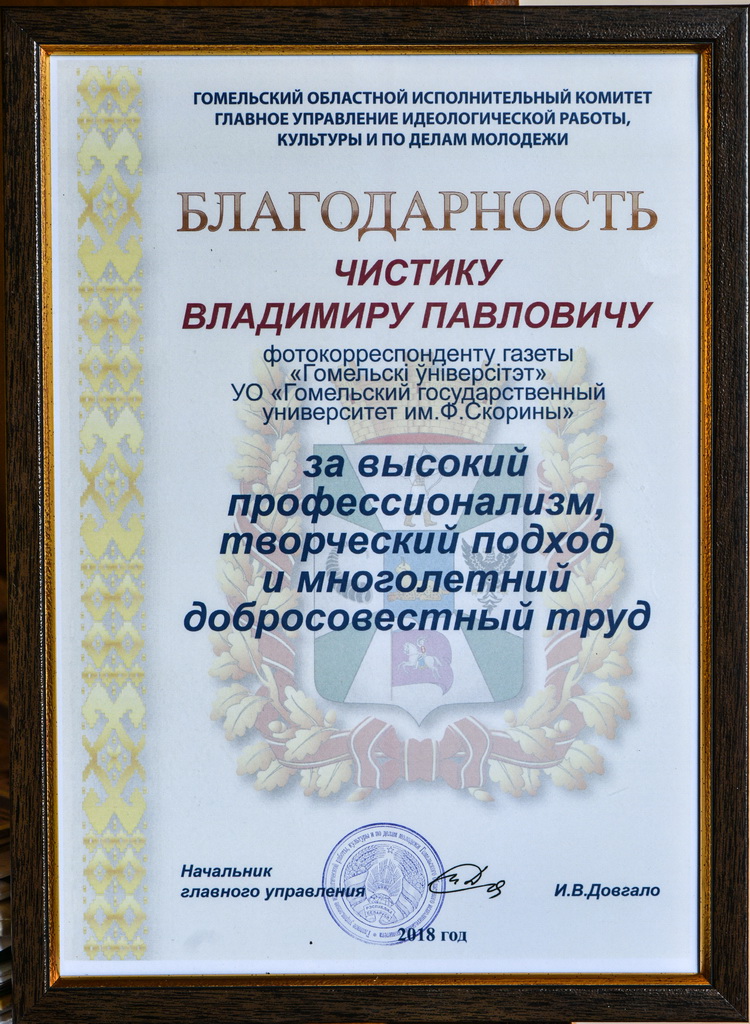 ГОМЕЛЬСКИЙ ОБЛАСТНОЙ ИСПОЛНИТЕЛЬНЫЙ КОМИТЕТ
ГЛАВНОЕ УПРАВЛЕНИЕ ИДЕОЛОГИЧЕСКОЙ РАБОТЫ,
КУЛЬТУРЫ И ПО ДЕЛАМ МОЛОДЕЖИ
БЛАГОДАРНОСТЬ
ЧИСТИКУ
ВЛАДИМИРУ ПАВЛОВИЧУ
фотокорреспонденту газеты
«Гомельскі ўніверсітэт»
УО «Гомельский государственный
университет им.Ф.Скорины»
за высокий
профессионализм,
творческий подход
и многолетний
добросовестный труд
Начальник
главного управления
И.В.Довгало
2018 год